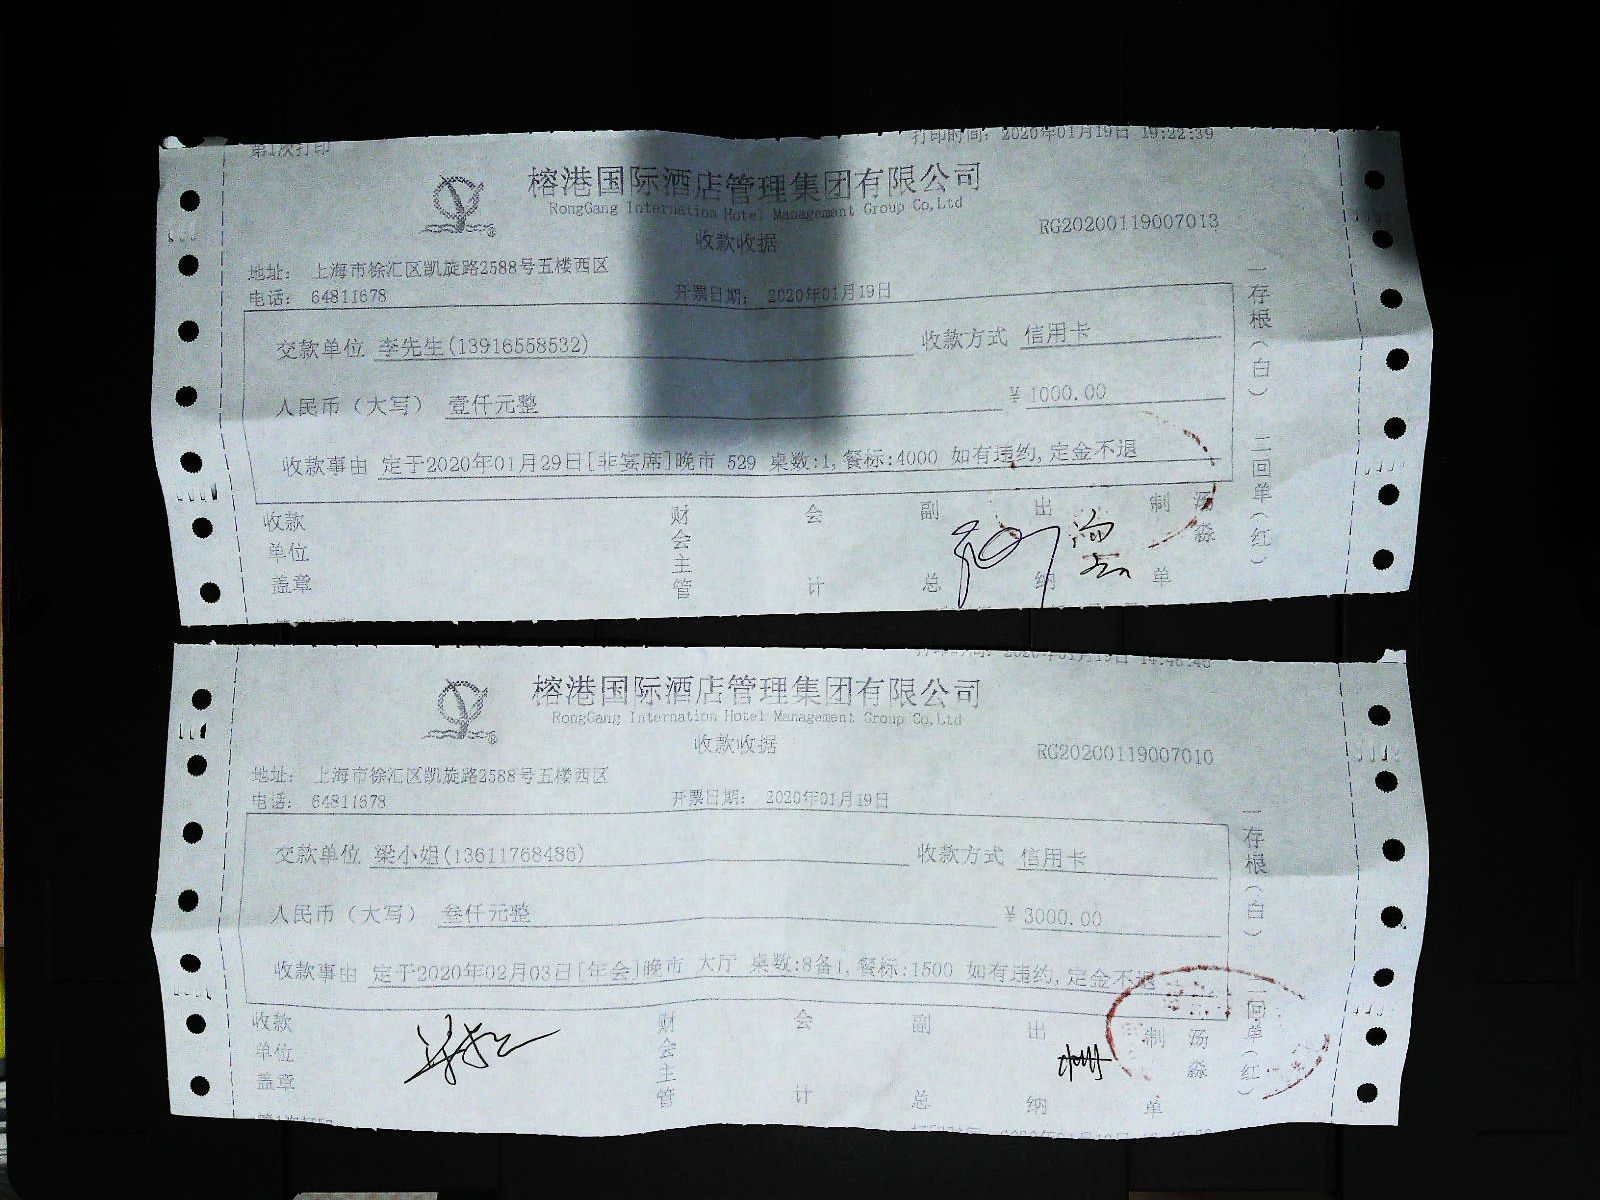 第1次打印 打印时间: 2020年01月19日 19:22:39
榕港国际酒店管理集团有限公司
RongGang Internation Hotel Management Group Co,Ltd
收款收据
RG20200119007013
地址: 上海市徐汇区凯旋路2588号五楼西区
电话: 64811678 开票日期: 2020年01月19日
交款单位 李先生(13916558532) 收款方式 信用卡
人民币(大写) 壹仟元整 ¥ 1000.00
收款事由 定于2020年01月29日[非宴席]晚市 529 桌数:1,餐标:4000 如有违约,定金不退
收款单位盖章 财会主管 会计 副总 出纳 制单 汤淼
一存根(白) 二回单(红)
榕港国际酒店管理集团有限公司
RongGang Internation Hotel Management Group Co,Ltd
收款收据
RG20200119007010
地址: 上海市徐汇区凯旋路2588号五楼西区
电话: 64811678 开票日期: 2020年01月19日
交款单位 梁小姐(13611768486) 收款方式 信用卡
人民币(大写) 叁仟元整 ¥ 3000.00
收款事由 定于2020年02月03日[年会]晚市 大厅 桌数:8备1,餐标:1500 如有违约,定金不退
收款单位盖章 财会主管 会计 副总 出纳 制单 汤淼
一存根(白) 二回单(红)